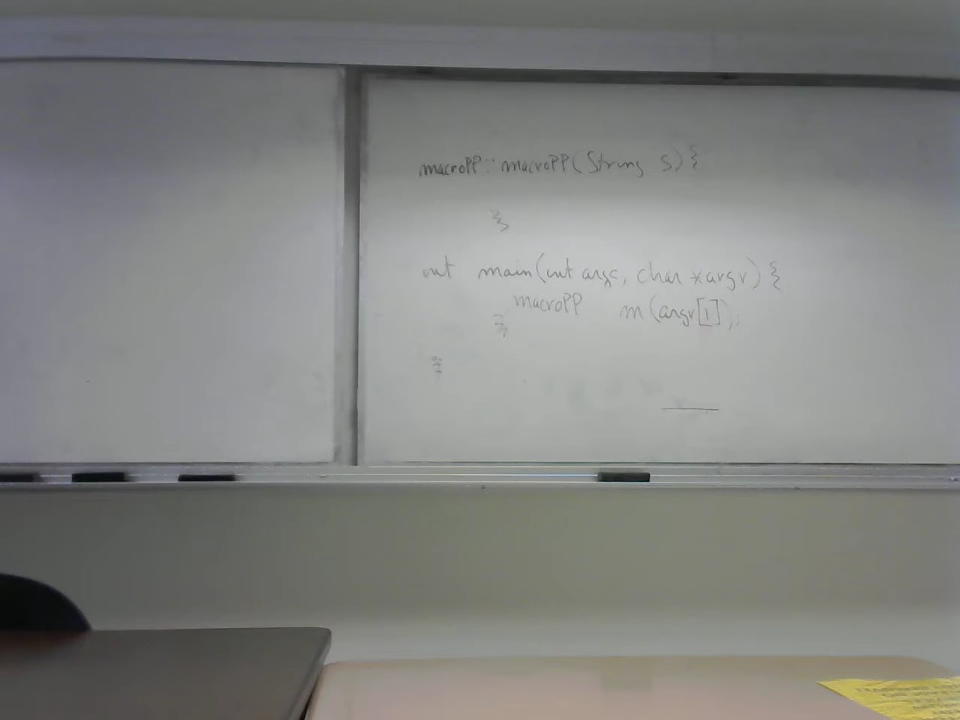 macroPP::macroPP(String s){
}
int main(int argc, char *argv){
macroPP m(argv[1]);
}
}